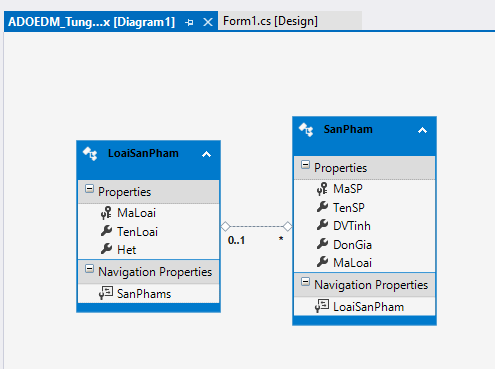 ADOEDM_Tung...x [Diagram1]
Form1.cs [Design]
LoaiSanPham
Properties
MaLoai
TenLoai
Het
Navigation Properties
SanPhams
0..1
*
SanPham
Properties
MaSP
TenSP
DVTinh
DonGia
MaLoai
Navigation Properties
LoaiSanPham